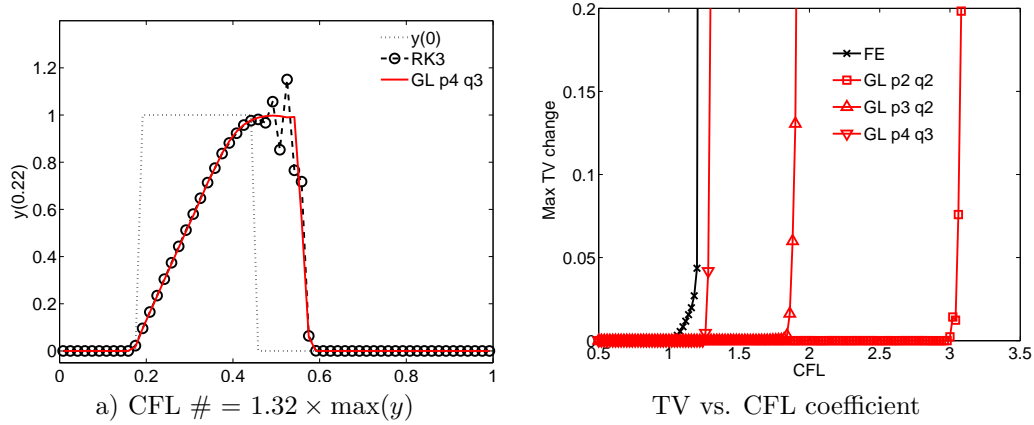 y(0)
RK3
GL p4 q3
y(0.22)
1.2
1
0.8
0.6
0.4
0.2
0
0 0.2 0.4 0.6 0.8 1
a) CFL # = 1.32 × max(y)
FE
GL p2 q2
GL p3 q2
GL p4 q3
Max TV change
0.2
0.15
0.1
0.05
0
0.5 1 1.5 2 2.5 3 3.5
CFL
TV vs. CFL coefficient